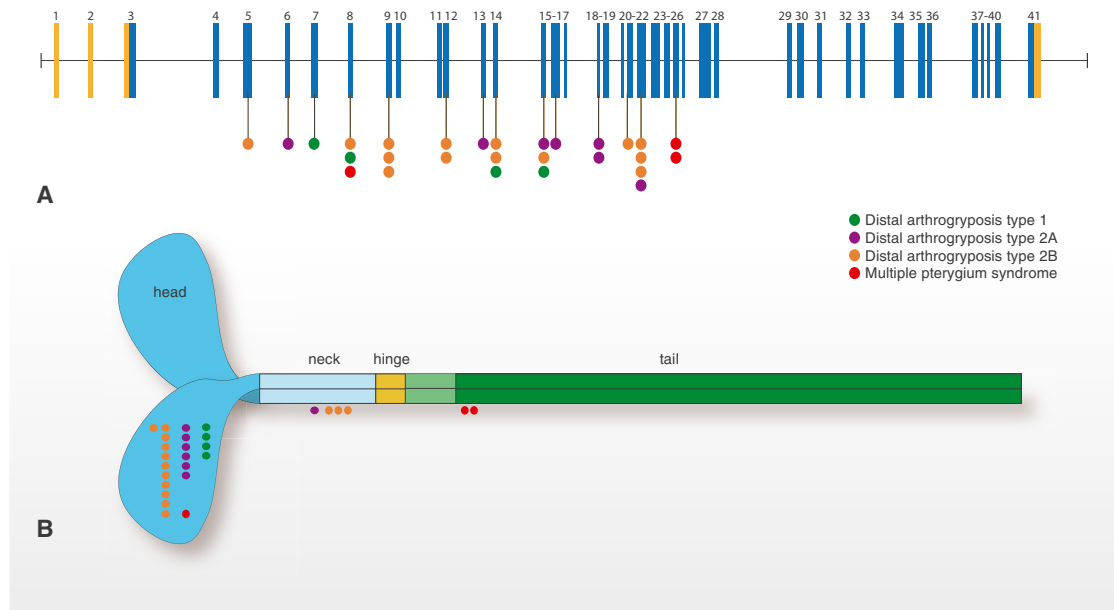 1 2 3 4 5 6 7 8 9 10 11 12 13 14 15-17 18-19 20-22 23-26 27 28 29 30 31 32 33 34 35 36 37-40 41
A
Distal arthrogryposis type 1
Distal arthrogryposis type 2A
Distal arthrogryposis type 2B
Multiple pterygium syndrome
head
neck hinge tail
B